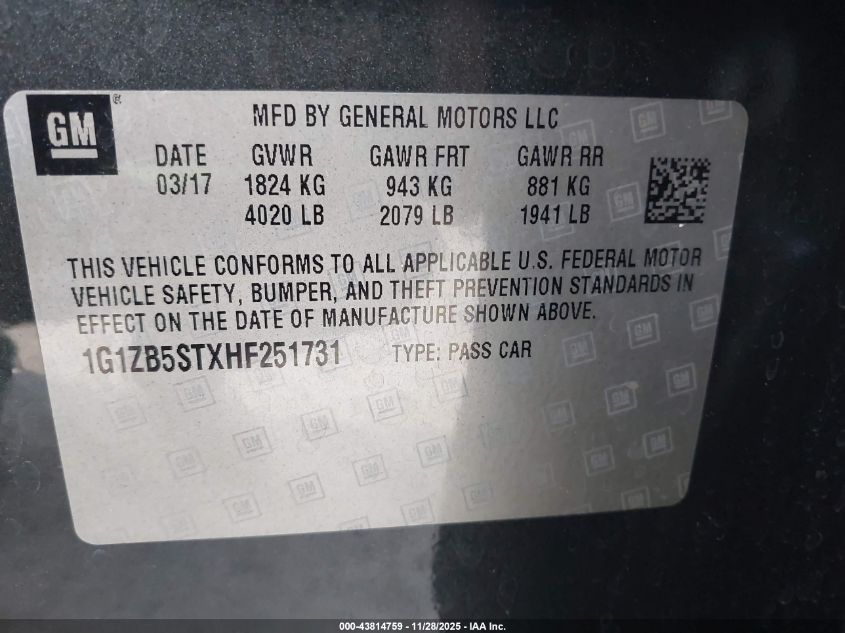 GM
MFD BY GENERAL MOTORS LLC
DATE GVWR GAWR FRT GAWR RR
03/17 1824 KG 943 KG 881 KG
4020 LB 2079 LB 1941 LB
THIS VEHICLE CONFORMS TO ALL APPLICABLE U.S. FEDERAL MOTOR
VEHICLE SAFETY, BUMPER, AND THEFT PREVENTION STANDARDS IN
EFFECT ON THE DATE OF MANUFACTURE SHOWN ABOVE.
1G1ZB5STXHF251731 TYPE: PASS CAR
000-43814759 — 11/28/2025 — IAA Inc.